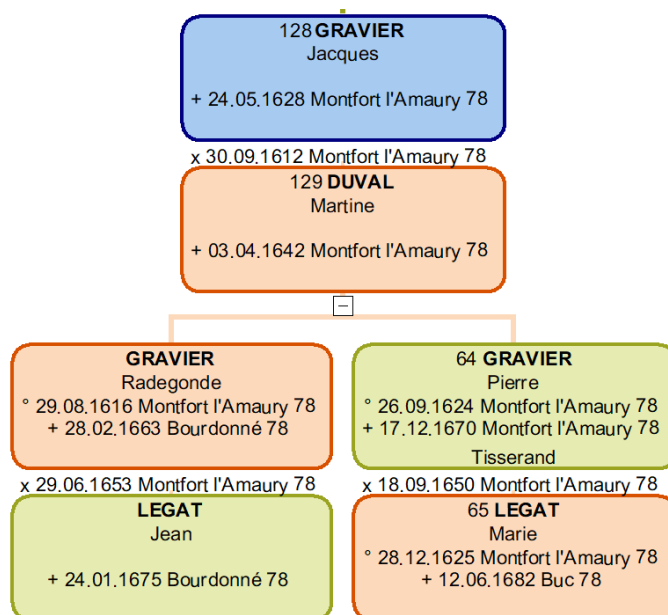 128 GRAVIER
Jacques
+ 24.05.1628 Montfort l'Amaury 78
x 30.09.1612 Montfort l'Amaury 78
129 DUVAL
Martine
+ 03.04.1642 Montfort l'Amaury 78
GRAVIER
Radegonde
° 29.08.1616 Montfort l'Amaury 78
+ 28.02.1663 Bourdonné 78
x 29.06.1653 Montfort l'Amaury 78
LEGAT
Jean
+ 24.01.1675 Bourdonné 78
64 GRAVIER
Pierre
° 26.09.1624 Montfort l'Amaury 78
+ 17.12.1670 Montfort l'Amaury 78
Tisserand
x 18.09.1650 Montfort l'Amaury 78
65 LEGAT
Marie
° 28.12.1625 Montfort l'Amaury 78
+ 12.06.1682 Buc 78